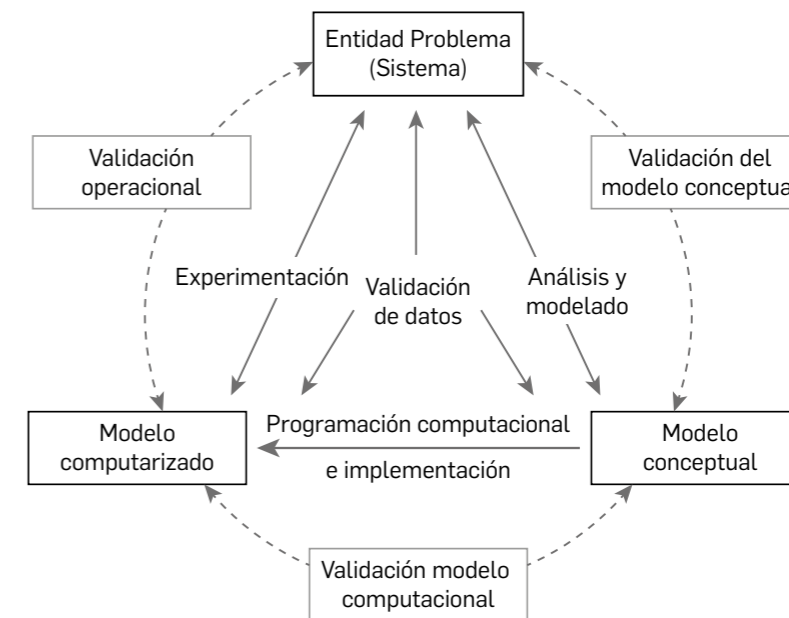 Entidad Problema
(Sistema)
Validación
operacional
Validación del
modelo conceptual
Experimentación
Validación
de datos
Análisis y
modelado
Modelo
computarizado
Programación computacional
e implementación
Modelo
conceptual
Validación modelo
computacional